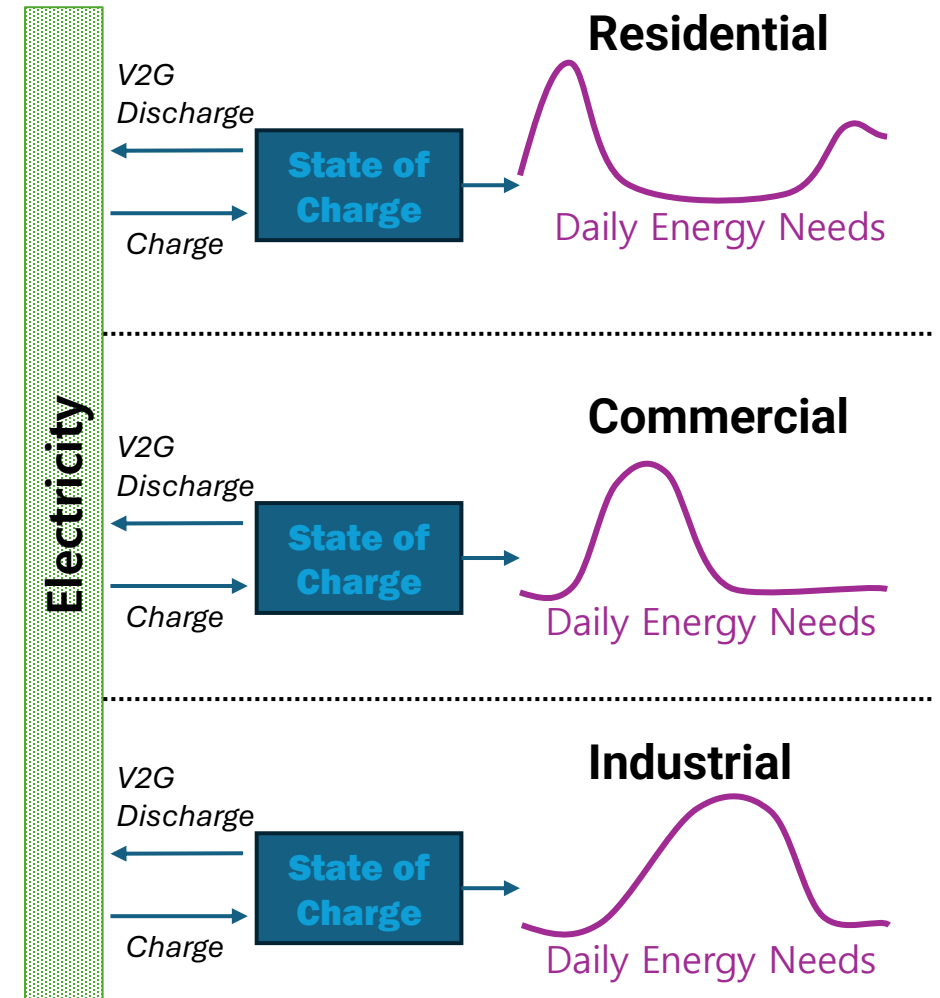 Electricity
Residential
V2G
Discharge
State of
Charge
Charge
Daily Energy Needs
Commercial
V2G
Discharge
State of
Charge
Charge
Daily Energy Needs
Industrial
V2G
Discharge
State of
Charge
Charge
Daily Energy Needs